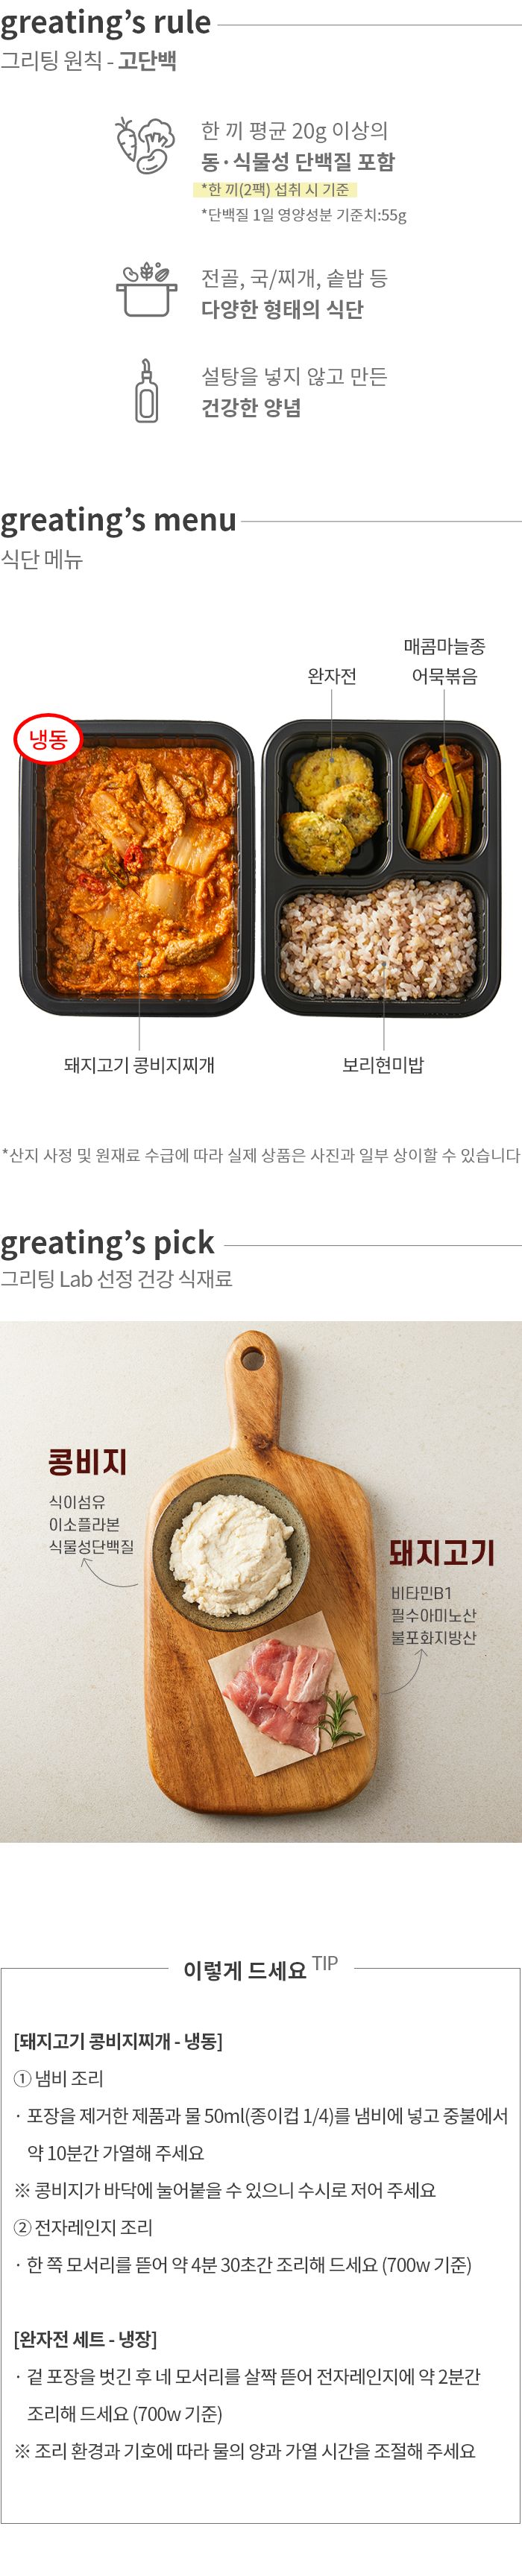 greating’s rule
그리팅 원칙 - 고단백
한 끼 평균 20g 이상의
동·식물성 단백질 포함
*한 끼(2팩) 섭취 시 기준
*단백질 1일 영양성분 기준치:55g
전골, 국/찌개, 솥밥 등
다양한 형태의 식단
설탕을 넣지 않고 만든
건강한 양념
greating’s menu
식단 메뉴
매콤마늘종
완자전
어묵볶음
냉동
돼지고기 콩비지찌개
보리현미밥
*산지 사정 및 원재료 수급에 따라 실제 상품은 사진과 일부 상이할 수 있습니다
greating’s pick
그리팅 Lab 선정 건강 식재료
콩비지
식이섬유
이소플라본
식물성단백질
돼지고기
비타민B1
필수아미노산
불포화지방산
이렇게 드세요 TIP
[돼지고기 콩비지찌개 - 냉동]
① 냄비 조리
· 포장을 제거한 제품과 물 50ml(종이컵 1/4)를 냄비에 넣고 중불에서
약 10분간 가열해 주세요
※ 콩비지가 바닥에 눌어붙을 수 있으니 수시로 저어 주세요
② 전자레인지 조리
· 한 쪽 모서리를 뜯어 약 4분 30초간 조리해 드세요 (700w 기준)
[완자전 세트 - 냉장]
· 겉 포장을 벗긴 후 네 모서리를 살짝 뜯어 전자레인지에 약 2분간
조리해 드세요 (700w 기준)
※ 조리 환경과 기호에 따라 물의 양과 가열 시간을 조절해 주세요